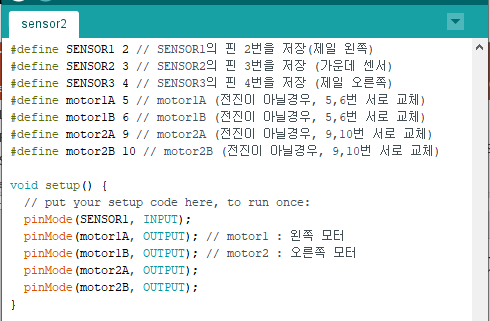 sensor2
#define SENSOR1 2 // SENSOR1의 핀 2번을 저장(제일 왼쪽)
#define SENSOR2 3 // SENSOR2의 핀 3번을 저장 (가운데 센서)
#define SENSOR3 4 // SENSOR3의 핀 4번을 저장 (제일 오른쪽)
#define motor1A 5 // motor1A (전진이 아닐경우, 5,6번 서로 교체)
#define motor1B 6 // motor1B (전진이 아닐경우, 5,6번 서로 교체)
#define motor2A 9 // motor2A (전진이 아닐경우, 9,10번 서로 교체)
#define motor2B 10 // motor2B (전진이 아닐경우, 9,10번 서로 교체)
void setup() {
// put your setup code here, to run once:
pinMode(SENSOR1, INPUT);
pinMode(motor1A, OUTPUT); // motor1 : 왼쪽 모터
pinMode(motor1B, OUTPUT); // motor2 : 오른쪽 모터
pinMode(motor2A, OUTPUT);
pinMode(motor2B, OUTPUT);
}